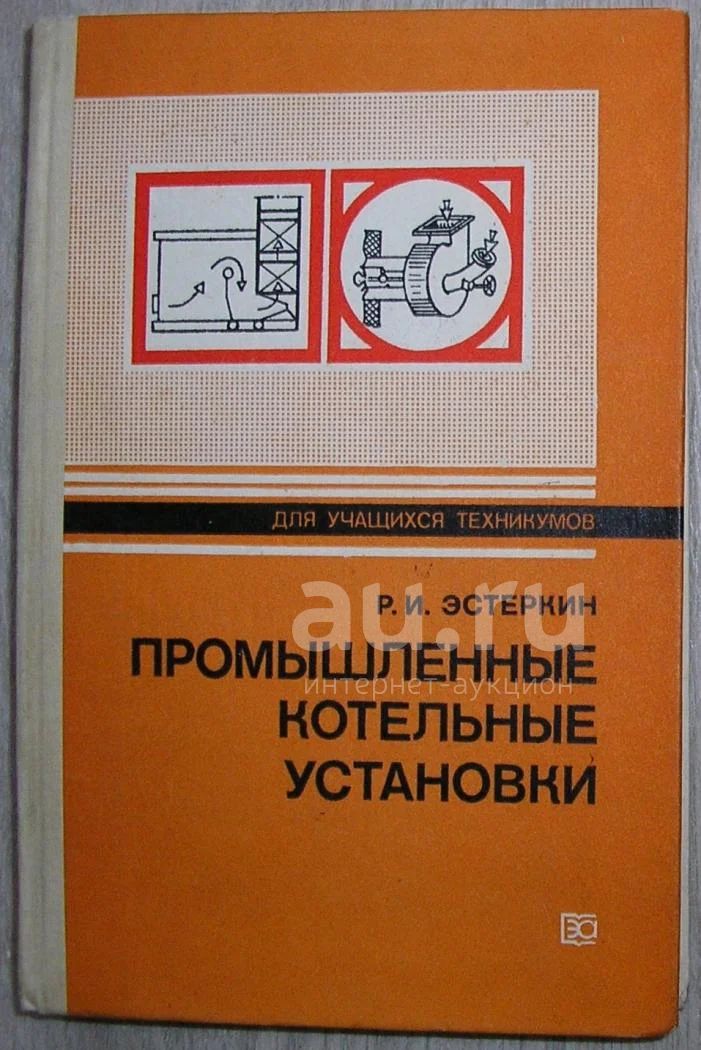 ДЛЯ УЧАЩИХСЯ ТЕХНИКУМОВ
Р. И. ЭСТЕРКИН
au.ru
ПРОМЫШЛЕННЫЕ
интернет-аукцион
КОТЕЛЬНЫЕ
УСТАНОВКИ